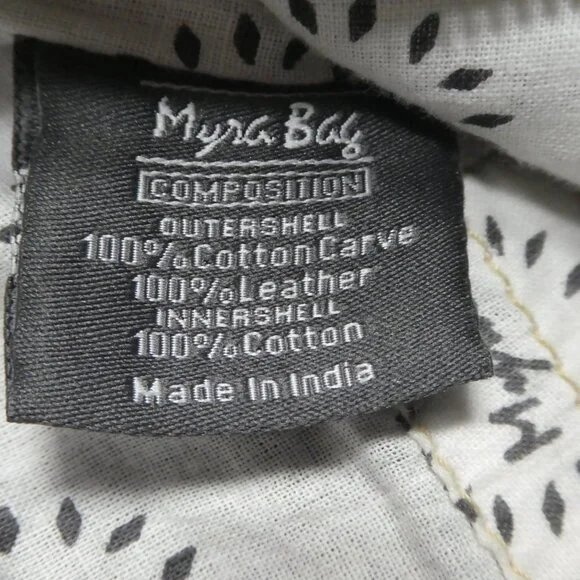 Myra Bag
COMPOSITION
OUTERSHELL
100%CottonCarve
100%Leather
INNERSHELL
100%Cotton
Made In India